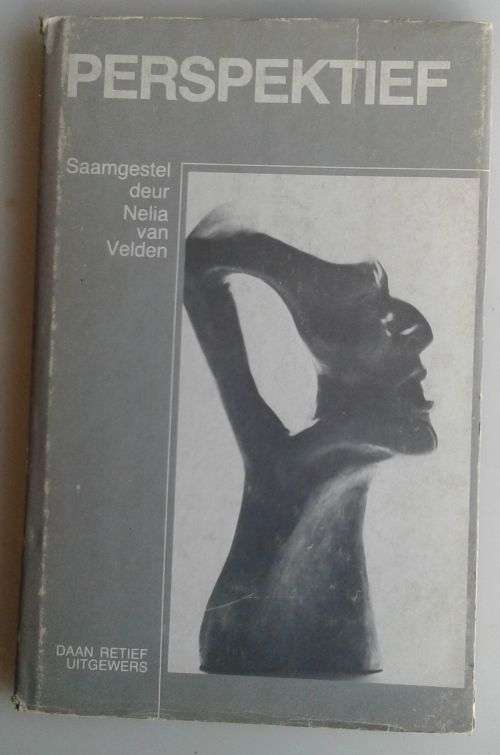 PERSPEKTIEF
Saamgestel
deur
Nelia
van
Velden
DAAN RETIEF
UITGEWERS